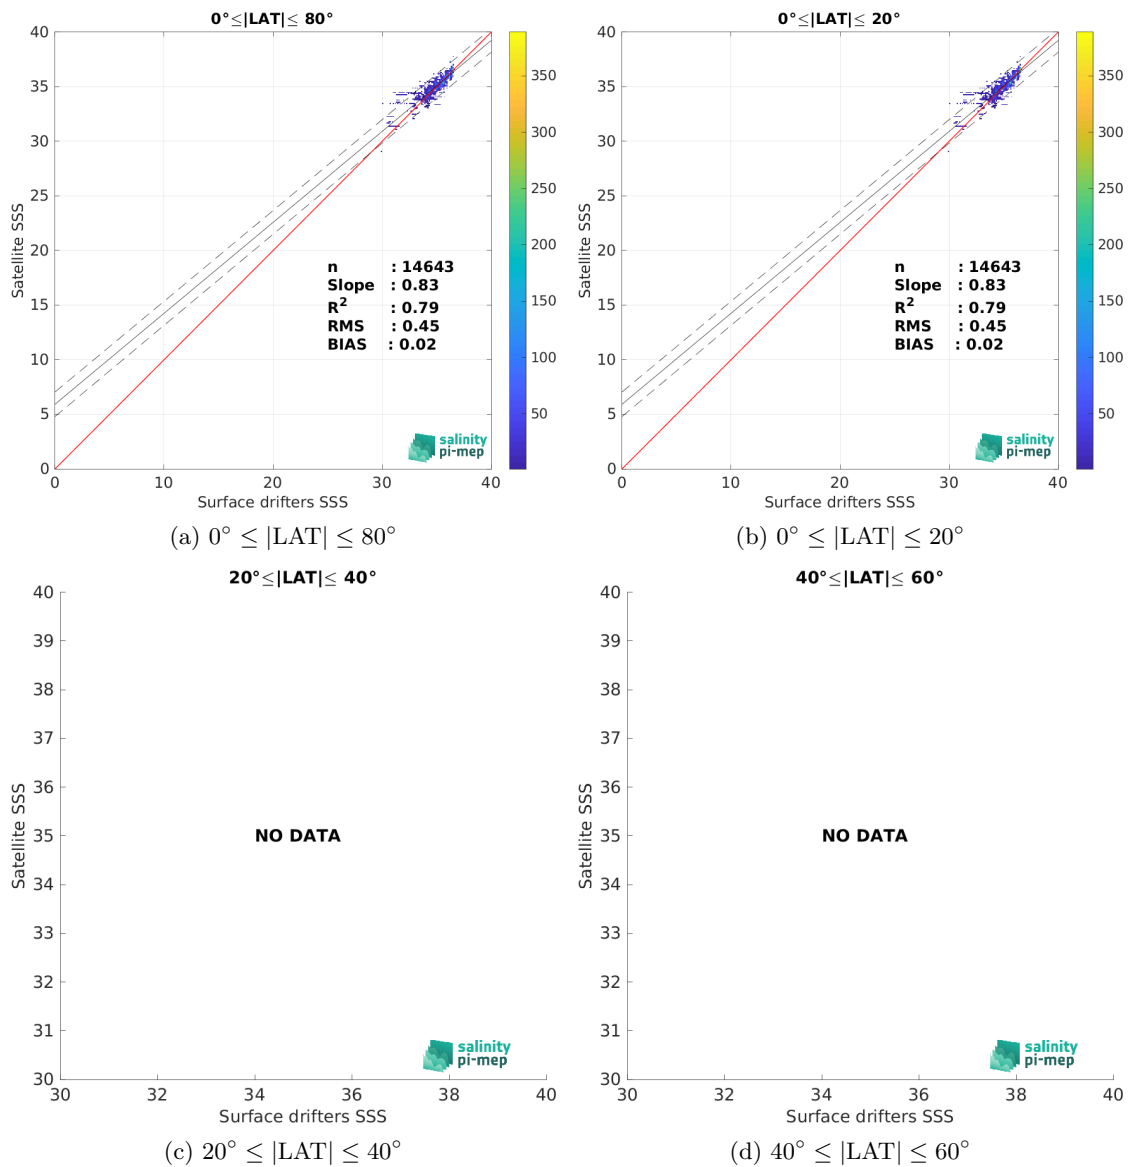 0°≤|LAT|≤ 80°
40
35
30
25
20
15
10
5
0
Satellite SSS
n : 14643
Slope : 0.83
R² : 0.79
RMS : 0.45
BIAS : 0.02
salinity
pi-mep
0 10 20 30 40
Surface drifters SSS
350
300
250
200
150
100
50
(a) 0° ≤ |LAT| ≤ 80°
0°≤|LAT|≤ 20°
40
35
30
25
20
15
10
5
0
Satellite SSS
n : 14643
Slope : 0.83
R² : 0.79
RMS : 0.45
BIAS : 0.02
salinity
pi-mep
0 10 20 30 40
Surface drifters SSS
350
300
250
200
150
100
50
(b) 0° ≤ |LAT| ≤ 20°
20°≤|LAT|≤ 40°
40
39
38
37
36
35
34
33
32
31
30
Satellite SSS
NO DATA
salinity
pi-mep
30 32 34 36 38 40
Surface drifters SSS
(c) 20° ≤ |LAT| ≤ 40°
40°≤|LAT|≤ 60°
40
39
38
37
36
35
34
33
32
31
30
Satellite SSS
NO DATA
salinity
pi-mep
30 32 34 36 38 40
Surface drifters SSS
(d) 40° ≤ |LAT| ≤ 60°